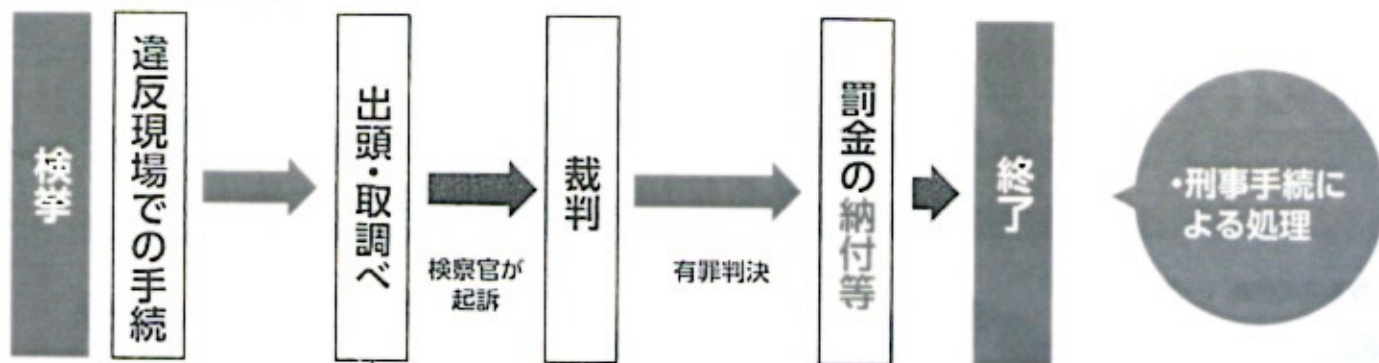 検挙
違反現場での手続
出頭・取調べ
検察官が
起訴
裁判
有罪判決
罰金の納付等
終了
・刑事手続に
よる処理